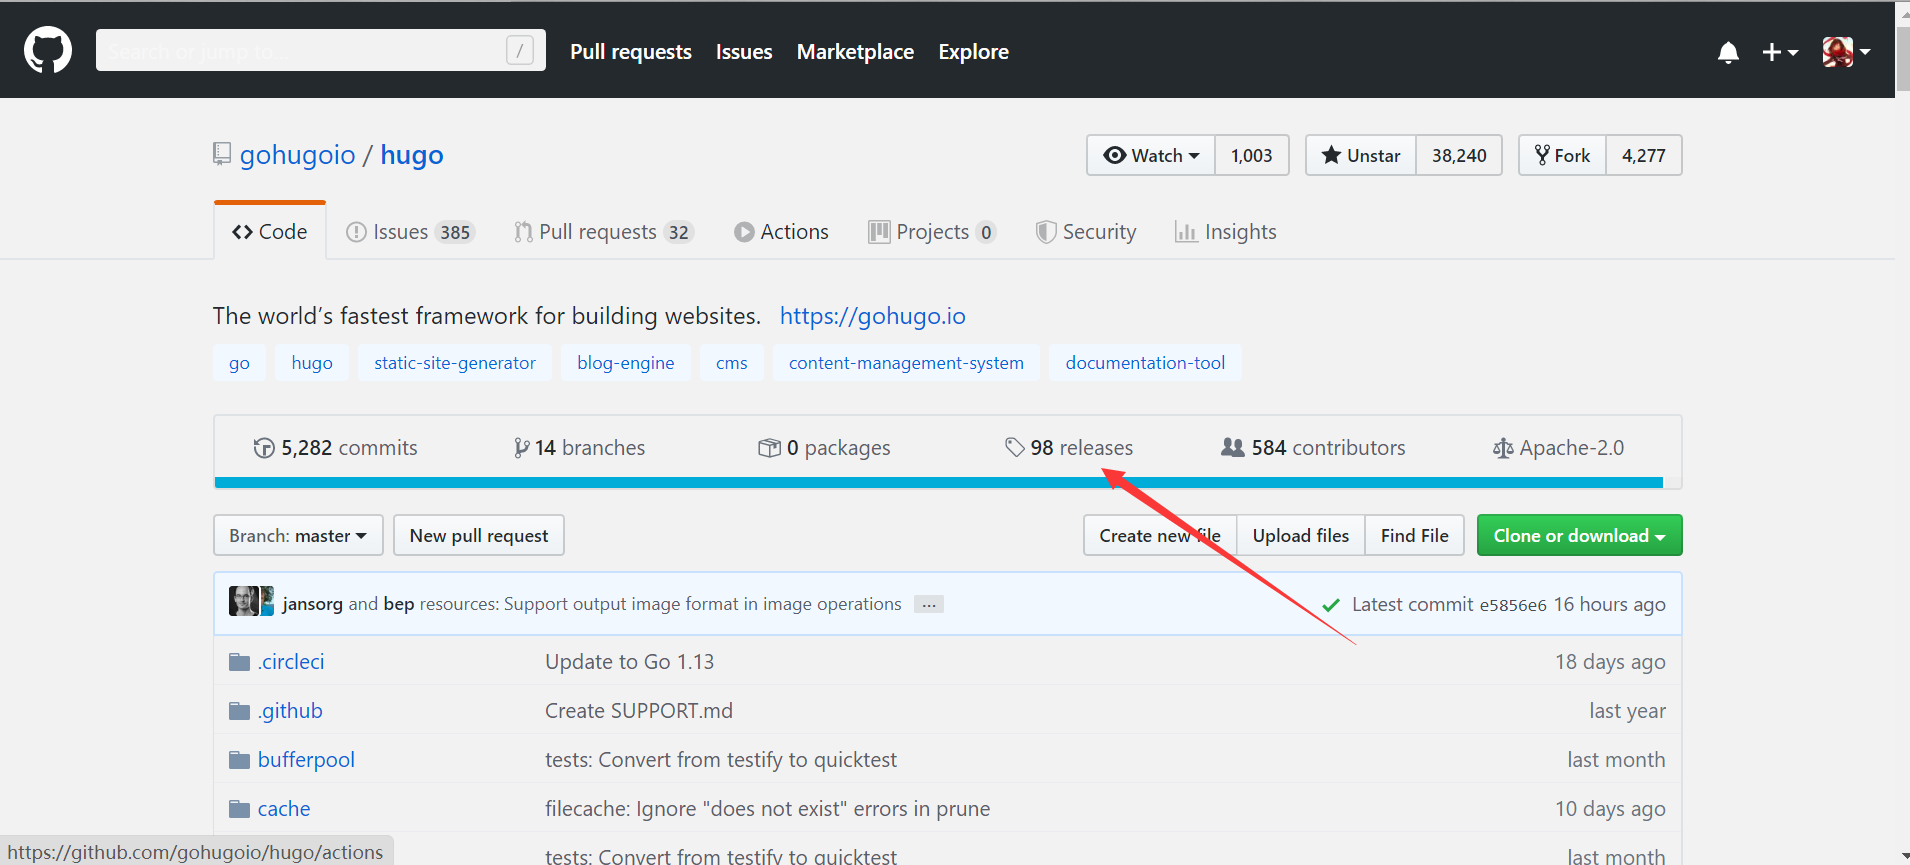 Search or jump to... /
Pull requests Issues Marketplace Explore
gohugoio / hugo
Watch 1,003 Unstar 38,240 Fork 4,277
Code Issues 385 Pull requests 32 Actions Projects 0 Security Insights
The world’s fastest framework for building websites. https://gohugo.io
go hugo static-site-generator blog-engine cms content-management-system documentation-tool
5,282 commits 14 branches 0 packages 98 releases 584 contributors Apache-2.0
Branch: master New pull request Create new file Upload files Find File Clone or download
jansorg and bep resources: Support output image format in image operations ... Latest commit e5856e6 16 hours ago
.circleci Update to Go 1.13 18 days ago
.github Create SUPPORT.md last year
bufferpool tests: Convert from testify to quicktest last month
cache filecache: Ignore "does not exist" errors in prune 10 days ago
tests: Convert from testify to quicktest last month
https://github.com/gohugoio/hugo/actions